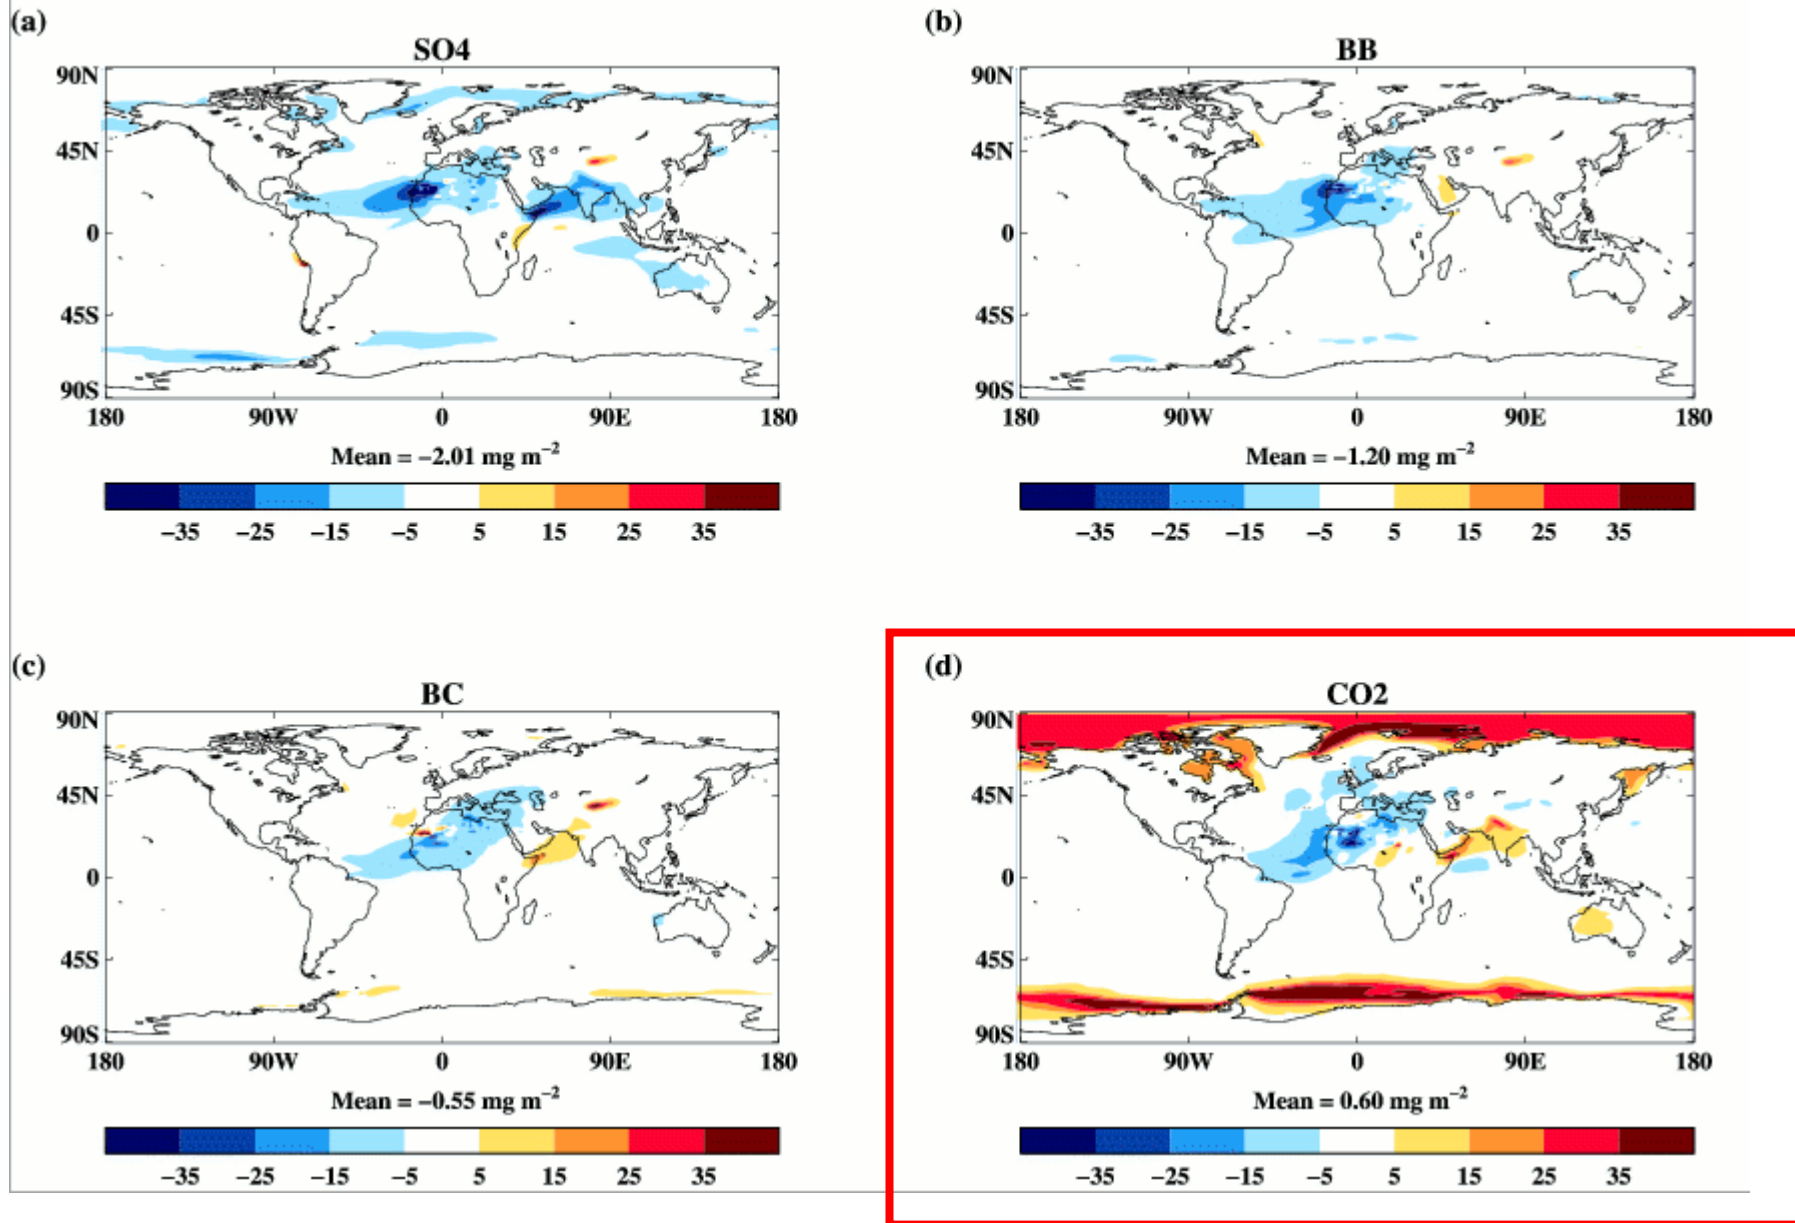 (a)
SO4
90N
45N
0
45S
90S
180 90W 0 90E 180
Mean = −2.01 mg m−2
−35 −25 −15 −5 5 15 25 35
(b)
BB
90N
45N
0
45S
90S
180 90W 0 90E 180
Mean = −1.20 mg m−2
−35 −25 −15 −5 5 15 25 35
(c)
BC
90N
45N
0
45S
90S
180 90W 0 90E 180
Mean = −0.55 mg m−2
−35 −25 −15 −5 5 15 25 35
(d)
CO2
90N
45N
0
45S
90S
180 90W 0 90E 180
Mean = 0.60 mg m−2
−35 −25 −15 −5 5 15 25 35